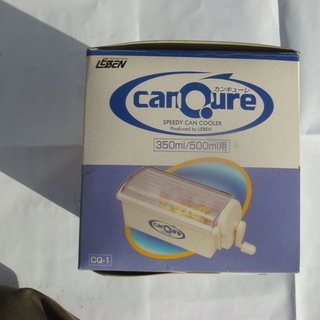 LEBEN
canQure
カンキューレ
SPEEDY CAN COOLER
Produced by LEBEN
350ml/500ml用
canQure
CQ-1